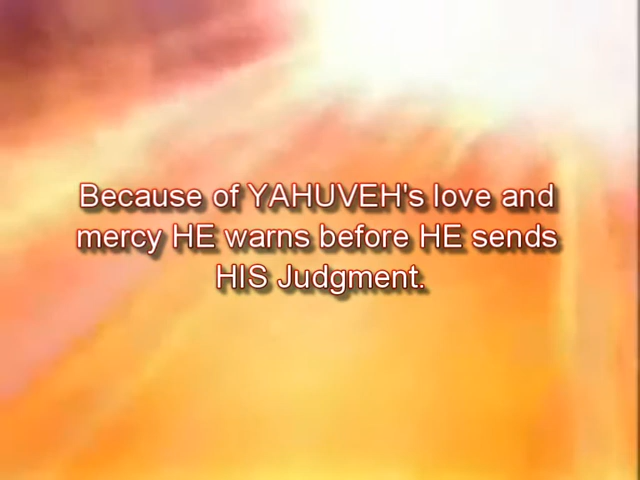 Because of YAHUVEH's love and
mercy HE warns before HE sends
HIS Judgment.